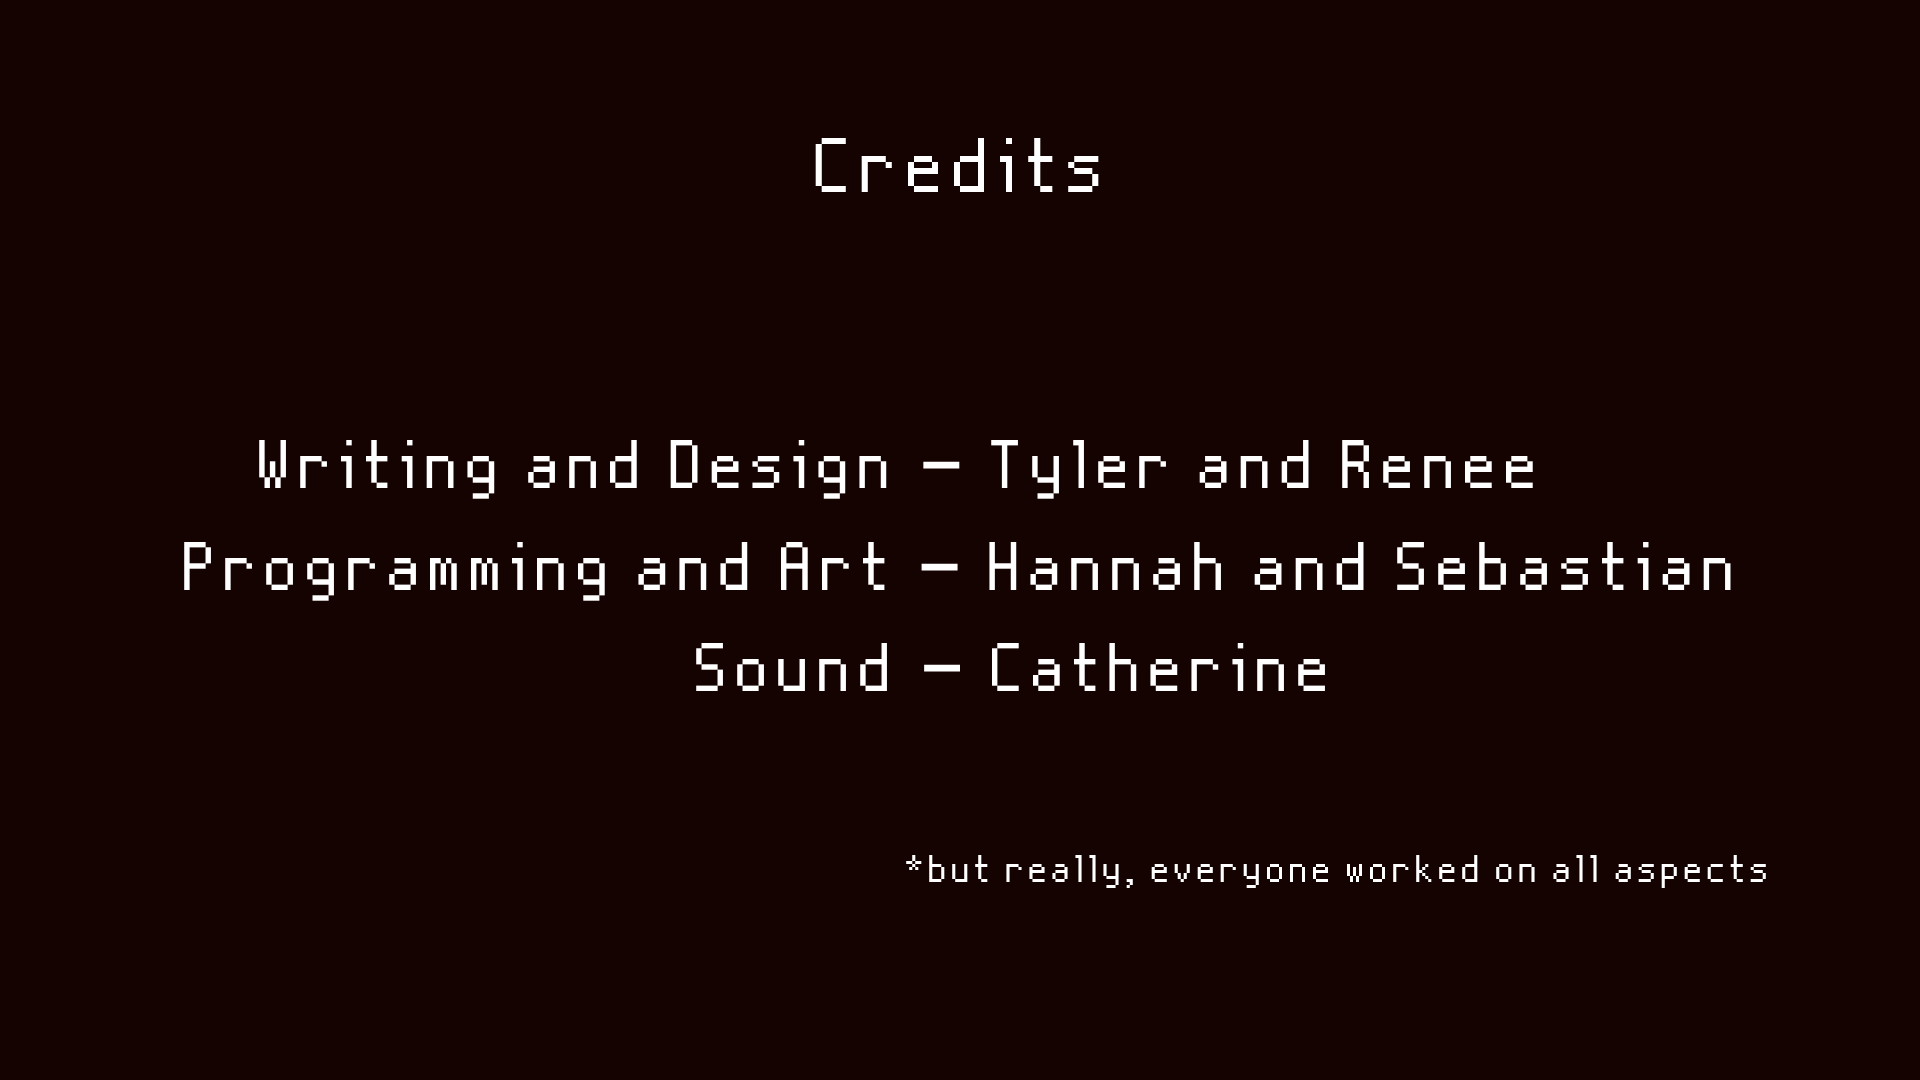 Credits
Writing and Design – Tyler and Renee
Programming and Art – Hannah and Sebastian
Sound – Catherine
*but really, everyone worked on all aspects